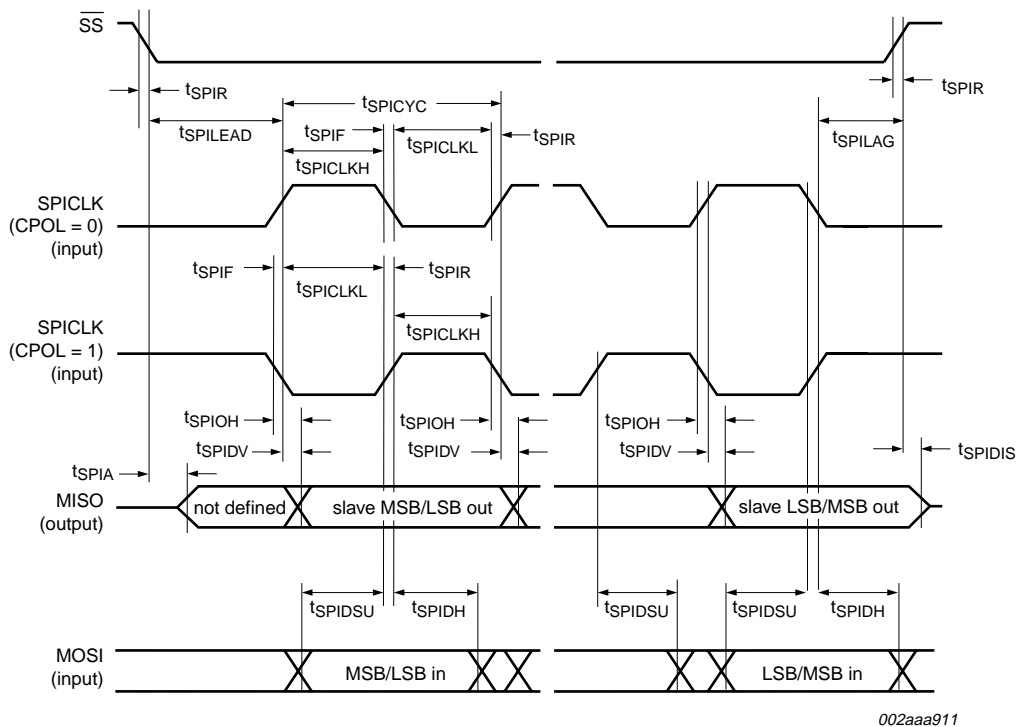 SS
tSPIR
tSPICYC
tSPIR
tSPILEAD
tSPIF
tSPICLKL
tSPIR
tSPILAG
tSPICLKH
SPICLK
(CPOL = 0)
(input)
tSPIF
tSPICLKL
tSPIR
tSPICLKH
SPICLK
(CPOL = 1)
(input)
tSPIOH
tSPIOH
tSPIOH
tSPIDV
tSPIDV
tSPIDV
tSPIDIS
tSPIA
MISO
(output)
not defined
slave MSB/LSB out
slave LSB/MSB out
tSPIDSU
tSPIDH
tSPIDSU
tSPIDSU
tSPIDH
MOSI
(input)
MSB/LSB in
LSB/MSB in
002aaa911